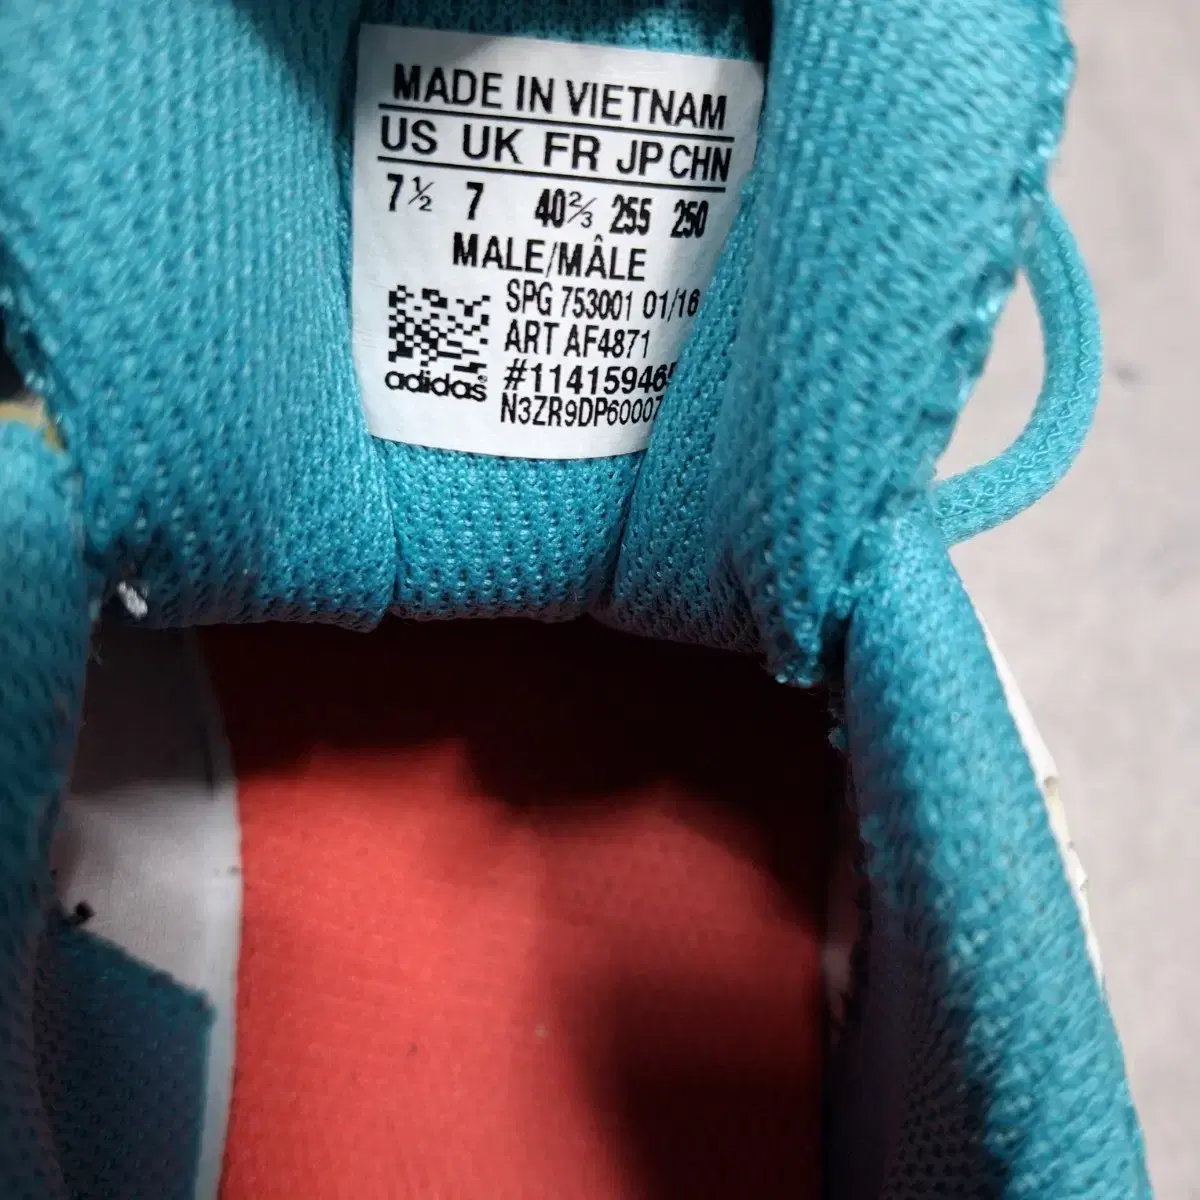 MADE IN VIETNAM
US UK FR JP CHN
7½ 7 40⅔ 255 250
MALE/MÂLE
SPG 753001 01/16
ART AF4871
adidas